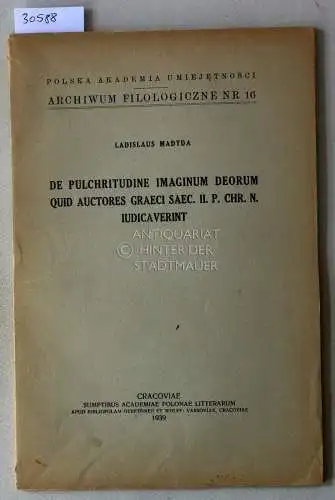 30588
POLSKA AKADEMIA UMIEJĘTNOŚCI
ARCHIWUM FILOLOGICZNE NR 16
LADISLAUS MADYDA
DE PULCHRITUDINE IMAGINUM DEORUM
QUID AUCTORES GRAECI SAEC. II. P. CHR. N.
IUDICAVERINT
ANTIQUARIAT
HINTER DER
STADTMAUER
CRACOVIAE
SUMPTIBUS ACADEMIAE POLONAE LITTERARUM
APUD BIBLIOPOLAM GEBETHNER ET WOLFF: VARSOVIAE, CRACOVIAE
1939